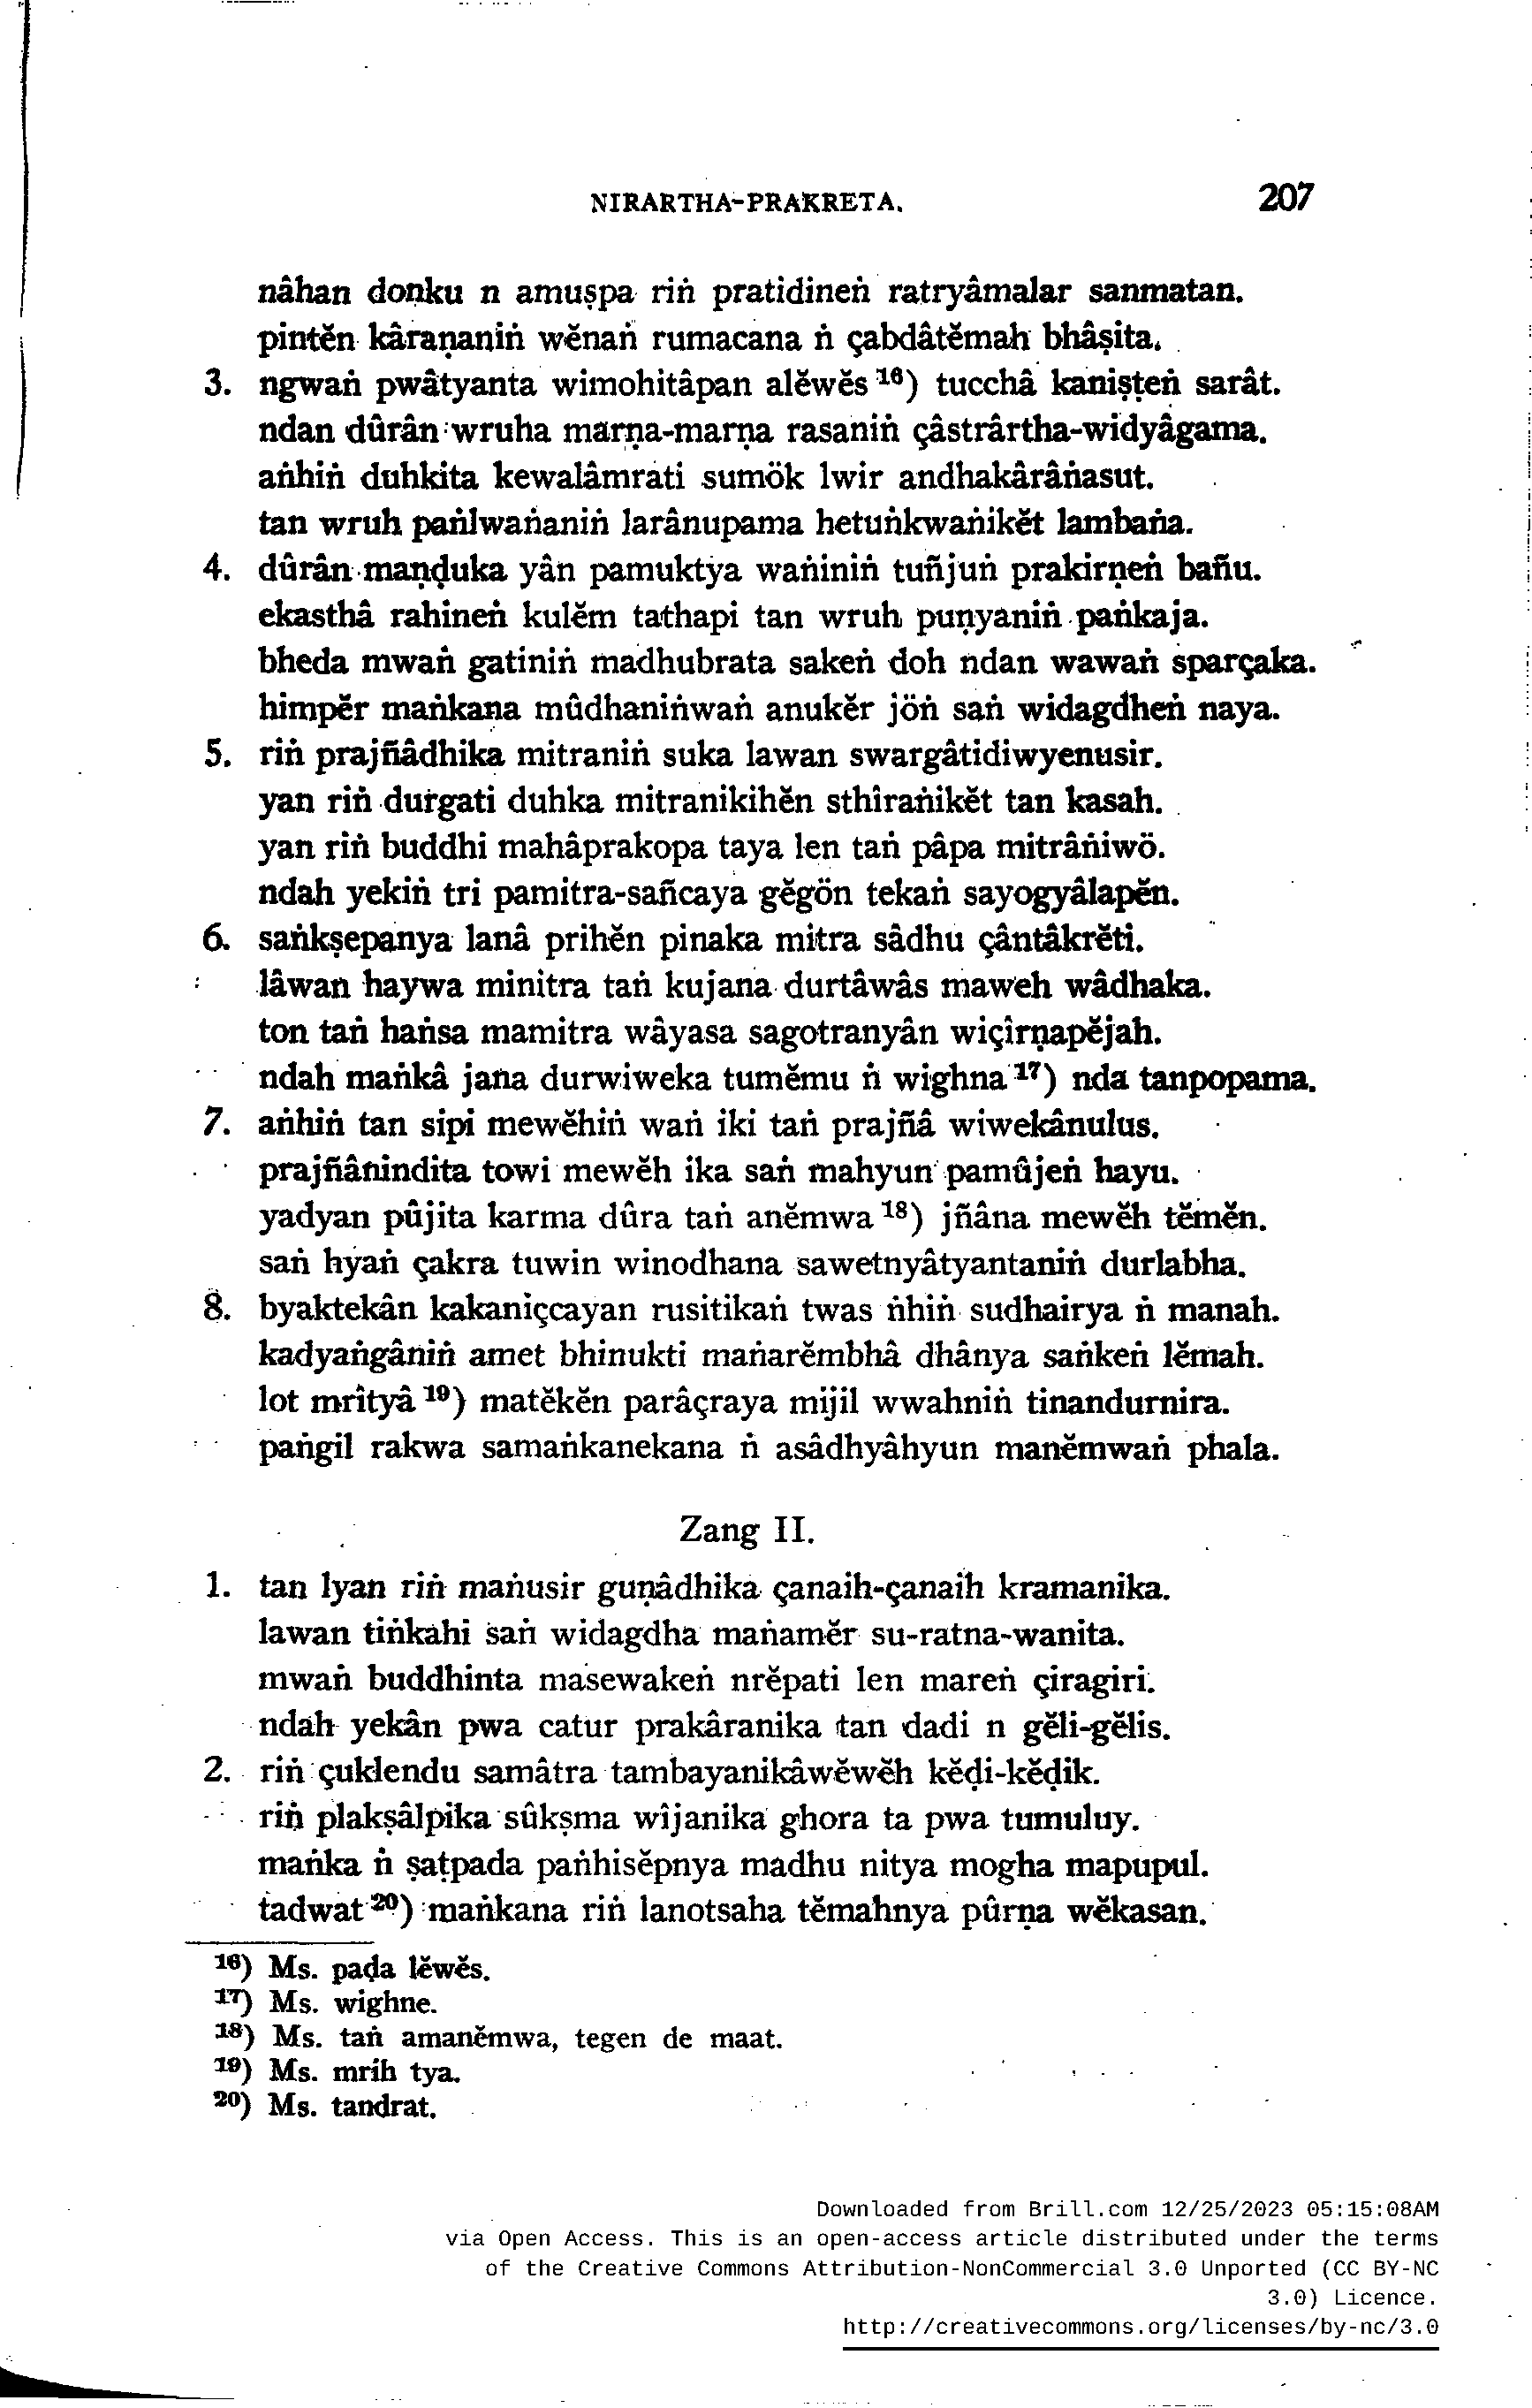 NIRARTHA-PRAKRETA. 207
nâhan doṇku n amuṣpa riṅ pratidineṅ ratryâmalar sanmatan.
pintĕn kâraṇaniṅ wĕnaṅ rumacana ṅ çabdâtĕmah bhâṣita.
3. ngwaṅ pwâtyanta wimohitâpan alĕwĕs ¹⁶) tucchâ kaniṣṭeṅ sarât.
ndan dûrân wruha marṇa-marṇa rasaniṅ çâstrârtha-widyâgama.
aṅhiṅ duhkita kewalâmrati sumök lwir andhakârâṅasut.
tan wruh paṅlwaṅaniṅ larânupama hetuṅkwaṅikĕt lambaṅa.
4. dûrân maṇḍuka yân pamuktya waṅiniṅ tuñjuṅ prakirṇeṅ bañu.
ekasthâ rahineṅ kulĕm tathapi tan wruh puṇyaniṅ paṅkaja.
bheda mwaṅ gatiniṅ madhubrata sakeṅ doh ndan wawaṅ sparçaka.
himpĕr maṅkana mûdhaniṅwaṅ anukĕr jöṅ saṅ widagdheṅ naya.
5. riṅ prajñâdhika mitraniṅ suka lawan swargâtidiwyenusir.
yan riṅ durgati duhka mitranikihĕn sthîraṅikĕt tan kasah.
yan riṅ buddhi mahâprakopa taya len taṅ pâpa mitrâṅiwö.
ndah yekiṅ tri pamitra-sañcaya gĕgön tekaṅ sayogyâlapĕn.
6. saṅkṣepanya lanâ prihĕn pinaka mitra sâdhu çântâkrĕti.
lâwan haywa minitra taṅ kujana durtâwâs maweh wâdhaka.
ton taṅ haṅsa mamitra wâyasa sagotranyân wiçîrṇapĕjah.
ndah maṅkâ jana durwiweka tumĕmu ṅ wighna ¹⁷) nda tanpopama.
7. aṅhiṅ tan sipi mewĕhiṅ waṅ iki taṅ prajñâ wiwekânulus.
prajñânindita towi mewĕh ika saṅ mahyun pamûjeṅ hayu.
yadyan pûjita karma dûra taṅ anĕmwa ¹⁸) jñâna mewĕh tĕmĕn.
saṅ hyaṅ çakra tuwin winodhana sawetnyâtyantaniṅ durlabha.
8. byaktekân kakaniççayan rusitikaṅ twas ṅhiṅ sudhairya ṅ manah.
kadyaṅgâniṅ amet bhinukti maṅarĕmbhâ dhânya saṅkeṅ lĕmah.
lot mrîtyâ ¹⁹) matĕkĕn parâçraya mijil wwahniṅ tinandurnira.
paṅgil rakwa samaṅkanekana ṅ asâdhyâhyun manĕmwaṅ phala.
Zang II.
1. tan lyan riṅ maṅusir guṇâdhika çanaih-çanaih kramanika.
lawan tiṅkahi saṅ widagdha maṅamĕr su-ratna-wanita.
mwaṅ buddhinta masewakeṅ nrĕpati len mareṅ çiragiri.
ndah yekân pwa catur prakâranika tan dadi n gĕli-gĕlis.
2. riṅ çuklendu samâtra tambayanikâwĕwĕh kĕḍi-kĕḍik.
riṅ plakṣâlpika sûkṣma wîjanika ghora ta pwa tumuluy.
maṅka ṅ ṣaṭpada paṅhisĕpnya madhu nitya mogha mapupul.
tadwat ²⁰) maṅkana riṅ lanotsaha tĕmahnya pûrṇa wĕkasan.
¹⁶) Ms. paḍa lĕwĕs.
¹⁷) Ms. wighne.
¹⁸) Ms. taṅ amanĕmwa, tegen de maat.
¹⁹) Ms. mrih tya.
²⁰) Ms. tandrat.
Downloaded from Brill.com 12/25/2023 05:15:08AM
via Open Access. This is an open-access article distributed under the terms
of the Creative Commons Attribution-NonCommercial 3.0 Unported (CC BY-NC
3.0) Licence.
http://creativecommons.org/licenses/by-nc/3.0